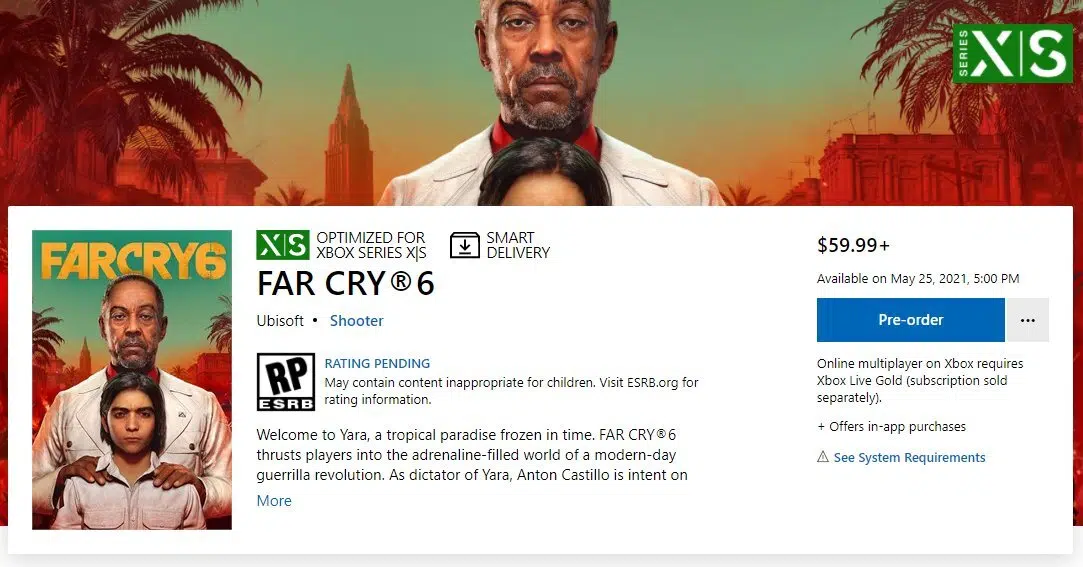 SERIES X|S
FARCRY6
X|S
OPTIMIZED FOR
XBOX SERIES X|S
SMART
DELIVERY
FAR CRY®6
Ubisoft • Shooter
RP
ESRB
RATING PENDING
May contain content inappropriate for children. Visit ESRB.org for
rating information.
Welcome to Yara, a tropical paradise frozen in time. FAR CRY®6
thrusts players into the adrenaline-filled world of a modern-day
guerrilla revolution. As dictator of Yara, Anton Castillo is intent on
More
$59.99+
Available on May 25, 2021, 5:00 PM
Pre-order
...
Online multiplayer on Xbox requires
Xbox Live Gold (subscription sold
separately).
+ Offers in-app purchases
See System Requirements